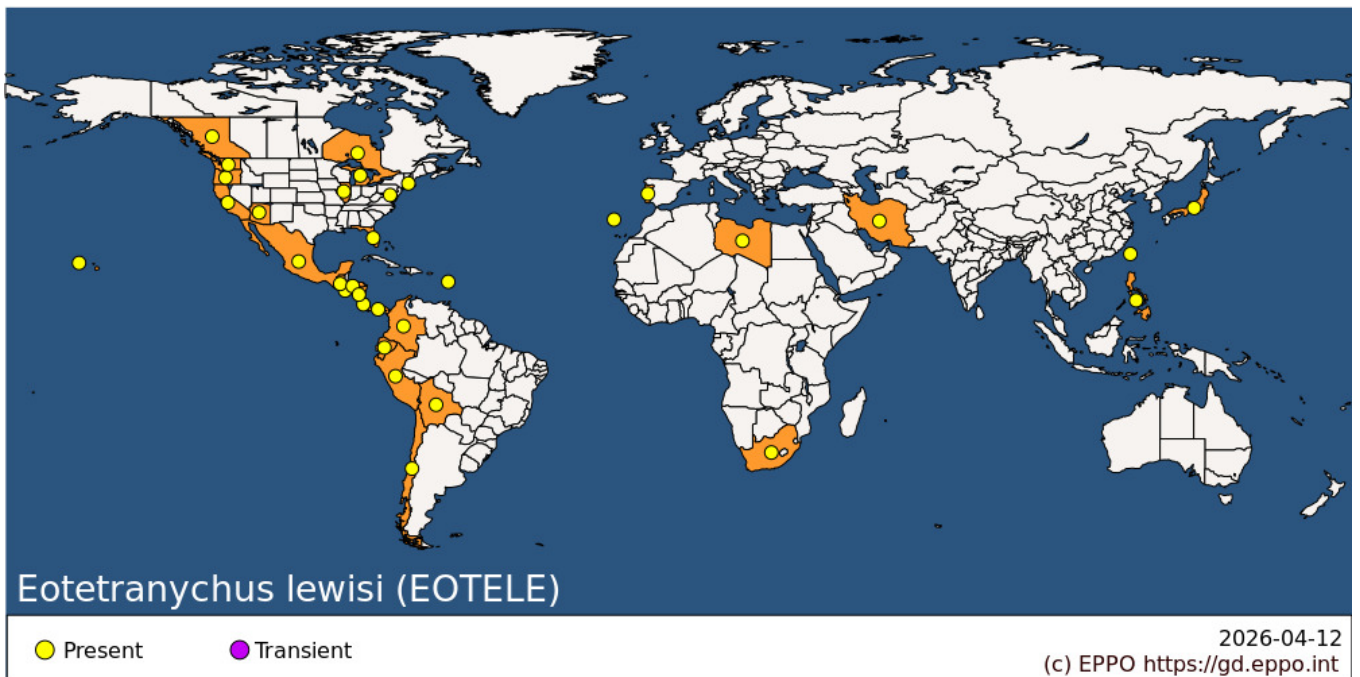 Eotetranychus lewisi (EOTELE)
Present
Transient
2026-04-12
(c) EPPO https://gd.eppo.int